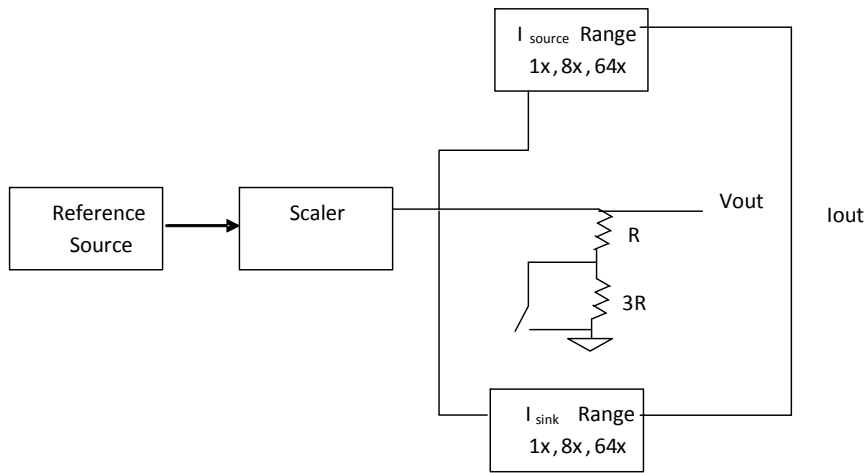 I source Range
1x, 8x, 64x
Reference
Source
Scaler
Vout
Iout
R
3R
I sink Range
1x, 8x, 64x